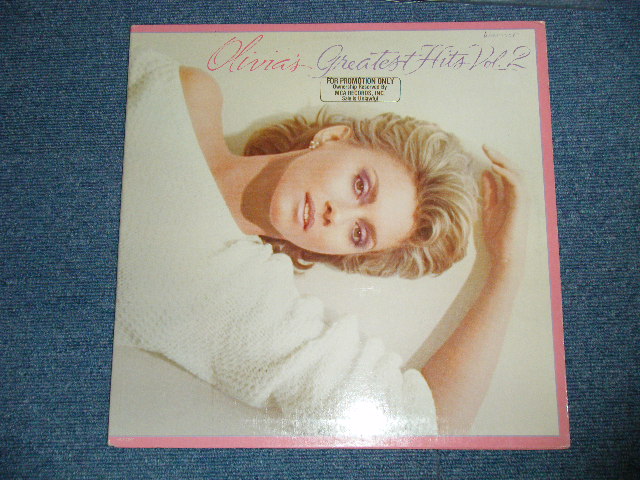 Olivia's Greatest Hits Vol. 2
FOR PROMOTION ONLY
Ownership Reserved By
MCA RECORDS, INC.
Sale is Unlawful